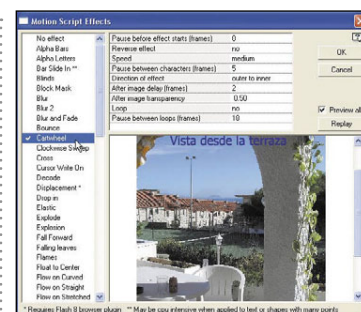 Motion Script Effects
No effect
Alpha Bars
Alpha Letters
Bar Slide In **
Blinds
Block Mask
Blur
Blur 2
Blur and Fade
Bounce
Cartwheel
Clockwise Sweep
Cross
Cursor Write On
Decode
Displacement *
Drop in
Elastic
Explode
Explosion
Fall Forward
Falling leaves
Flames
Float to Center
Flow on Curved
Flow on Straight
Flow on Stretched
Pause before effect starts (frames) 0
Reverse effect no
Speed medium
Pause between characters (frames) 5
Direction of effect outer to inner
After image delay (frames) 2
After image transparency 0.50
Loop no
Pause between loops (frames) 18
OK
Cancel
Preview all
Replay
Vista desde la terraza
* Requires Flash 8 browser plugin ** May be cpu intensive when applied to text or shapes with many points